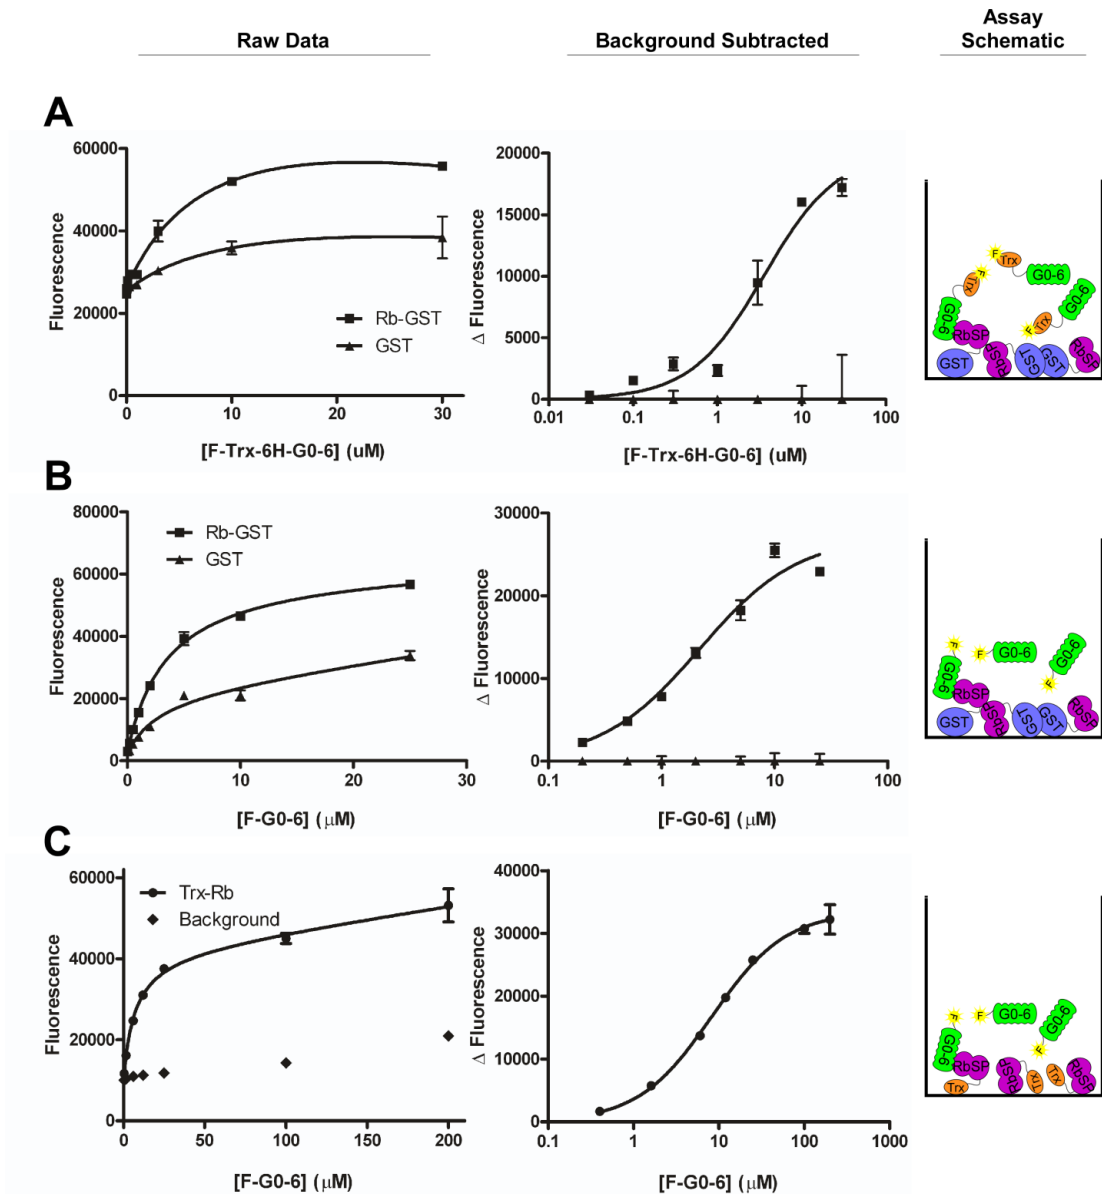 Raw Data
Background Subtracted
Assay
Schematic
A
60000
40000
20000
0
Fluorescence
Rb-GST
GST
0
10
20
30
[F-Trx-6H-G0-6] (uM)
20000
15000
10000
5000
0
Δ Fluorescence
0.01
0.1
1
10
100
[F-Trx-6H-G0-6] (uM)
F
Trx
G0-6
F
Trx
G0-6
F
Trx
G0-6
RbSP
GST
RbSP
GST
GST
RbSP
B
80000
60000
40000
20000
0
Fluorescence
Rb-GST
GST
0
10
20
30
[F-G0-6] (μM)
30000
20000
10000
0
Δ Fluorescence
0.1
1
10
100
[F-G0-6] (μM)
F
F
G0-6
G0-6
F
G0-6
RbSP
GST
RbSP
GST
GST
RbSP
C
60000
40000
20000
0
Fluorescence
Trx-Rb
Background
0
50
100
150
200
[F-G0-6] (μM)
40000
30000
20000
10000
0
Δ Fluorescence
0.1
1
10
100
1000
[F-G0-6] (μM)
F
F
G0-6
G0-6
F
G0-6
RbSP
Trx
RbSP
Trx
Trx
RbSP